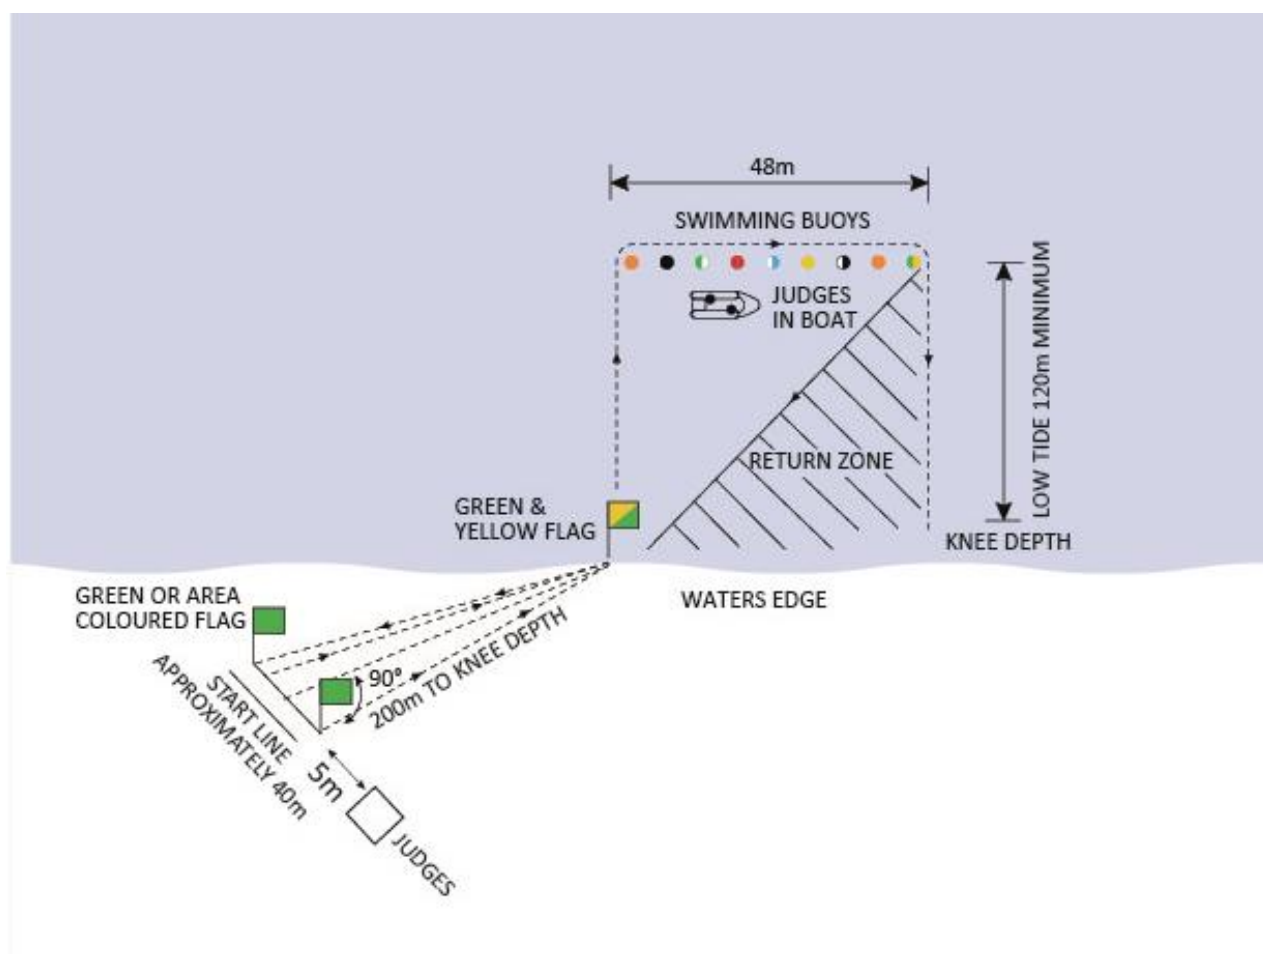 48m
SWIMMING BUOYS
JUDGES
IN BOAT
LOW TIDE 120m MINIMUM
RETURN ZONE
GREEN &
YELLOW FLAG
KNEE DEPTH
GREEN OR AREA
COLOURED FLAG
WATERS EDGE
90°
200m TO KNEE DEPTH
START LINE
APPROXIMATELY 40m
5m
JUDGES